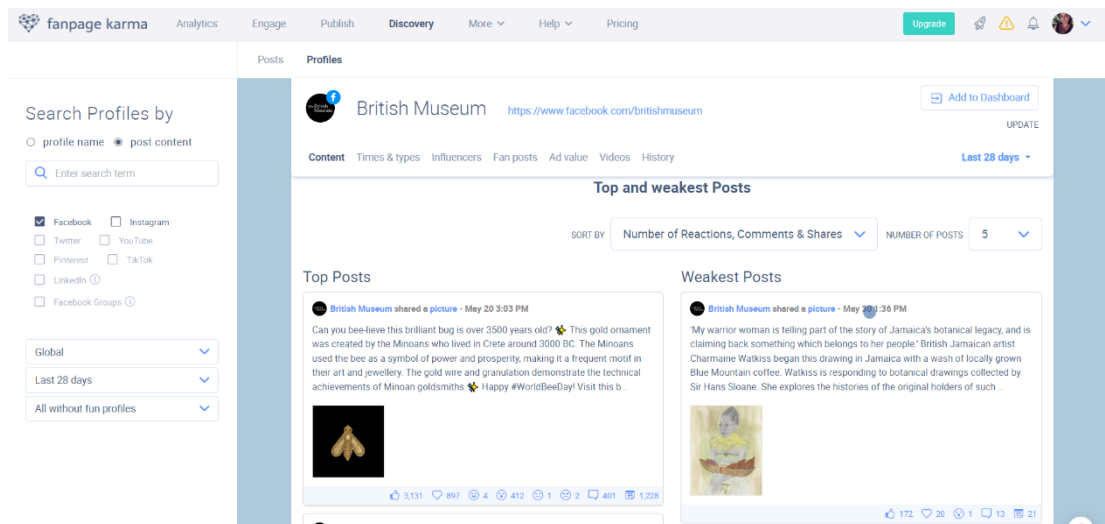 fanpage karma Analytics Engage Publish Discovery More Help Pricing Upgrade
Posts Profiles
Search Profiles by
profile name post content
Enter search term
Facebook Instagram
Twitter YouTube
Pinterest TikTok
LinkedIn
Facebook Groups
Global
Last 28 days
All without fun profiles
British Museum https://www.facebook.com/britishmuseum Add to Dashboard
UPDATE
Content Times & types Influencers Fan posts Ad value Videos History Last 28 days
Top and weakest Posts
SORT BY Number of Reactions, Comments & Shares NUMBER OF POSTS 5
Top Posts
British Museum shared a picture - May 20 3:03 PM
Can you bee-lieve this brilliant bug is over 3500 years old? 🐝 This gold ornament
was created by the Minoans who lived in Crete around 3000 BC. The Minoans
used the bee as a symbol of power and prosperity, making it a frequent motif in
their art and jewellery. The gold wire and granulation demonstrate the technical
achievements of Minoan goldsmiths 🐝 Happy #WorldBeeDay! Visit this b...
3,131 897 4 412 1 2 401 1,228
Weakest Posts
British Museum shared a picture - May 1:36 PM
'My warrior woman is telling part of the story of Jamaica's botanical legacy, and is
claiming back something which belongs to her people.' British Jamaican artist
Charmaine Watkiss began this drawing in Jamaica with a wash of locally grown
Blue Mountain coffee. Watkiss is responding to botanical drawings collected by
Sir Hans Sloane. She explores the histories of the original holders of such ...
172 20 1 13 21